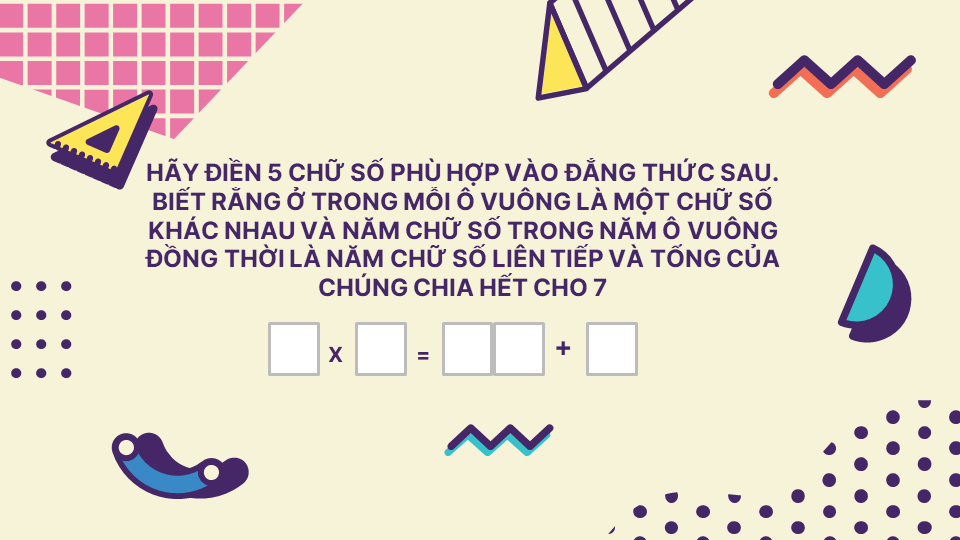 HÃY ĐIỀN 5 CHỮ SỐ PHÙ HỢP VÀO ĐẲNG THỨC SAU.
BIẾT RẰNG Ở TRONG MỖI Ô VUÔNG LÀ MỘT CHỮ SỐ
KHÁC NHAU VÀ NĂM CHỮ SỐ TRONG NĂM Ô VUÔNG
ĐỒNG THỜI LÀ NĂM CHỮ SỐ LIÊN TIẾP VÀ TỔNG CỦA
CHÚNG CHIA HẾT CHO 7
X = +